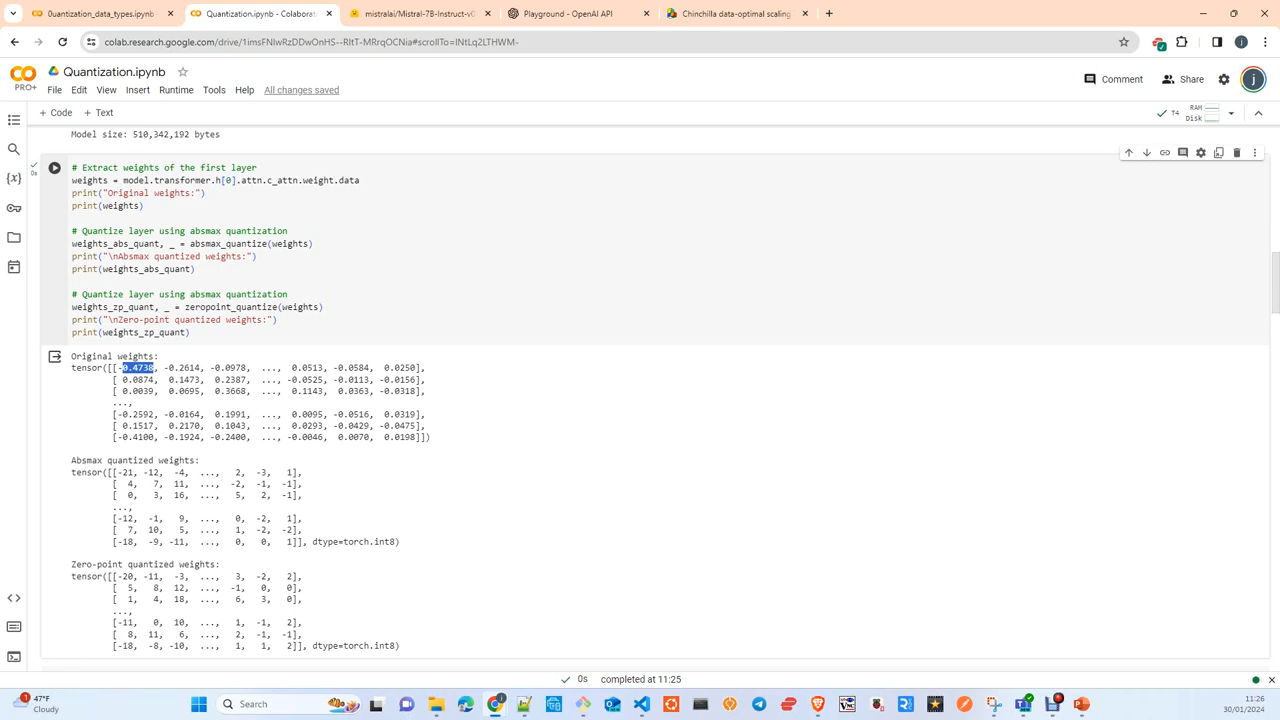 0uantization_data_types.ipynb
Quantization.ipynb - Colaborat
mistralai/Mistral-7B-Instruct-v0
Playground - OpenAI API
Chinchilla data-optimal scaling
colab.research.google.com/drive/1imsFNlwRzDDwOnHS--RItT-MRrqOCNia#scrollTo=INtLq2LTHWM-
PRO+
Quantization.ipynb
Comment
Share
j
File Edit View Insert Runtime Tools Help All changes saved
+ Code + Text
T4
RAM
Disk
Model size: 510,342,192 bytes
0s
# Extract weights of the first layer
weights = model.transformer.h[0].attn.c_attn.weight.data
print("Original weights:")
print(weights)
# Quantize layer using absmax quantization
weights_abs_quant, _ = absmax_quantize(weights)
print("\nAbsmax quantized weights:")
print(weights_abs_quant)
# Quantize layer using absmax quantization
weights_zp_quant, _ = zeropoint_quantize(weights)
print("\nZero-point quantized weights:")
print(weights_zp_quant)
Original weights:
tensor([[-0.4738, -0.2614, -0.0978, ..., 0.0513, -0.0584, 0.0250],
[ 0.0874, 0.1473, 0.2387, ..., -0.0525, -0.0113, -0.0156],
[ 0.0039, 0.0695, 0.3668, ..., 0.1143, 0.0363, -0.0318],
...,
[-0.2592, -0.0164, 0.1991, ..., 0.0095, -0.0516, 0.0319],
[ 0.1517, 0.2170, 0.1043, ..., 0.0293, -0.0429, -0.0475],
[-0.4100, -0.1924, -0.2400, ..., -0.0046, 0.0070, 0.0198]])
Absmax quantized weights:
tensor([[-21, -12, -4, ..., 2, -3, 1],
[ 4, 7, 11, ..., -2, -1, -1],
[ 0, 3, 16, ..., 5, 2, -1],
...,
[-12, -1, 9, ..., 0, -2, 1],
[ 7, 10, 5, ..., 1, -2, -2],
[-18, -9, -11, ..., 0, 0, 1]], dtype=torch.int8)
Zero-point quantized weights:
tensor([[-20, -11, -3, ..., 3, -2, 2],
[ 5, 8, 12, ..., -1, 0, 0],
[ 1, 4, 18, ..., 6, 3, 0],
...,
[-11, 0, 10, ..., 1, -1, 2],
[ 8, 11, 6, ..., 2, -1, -1],
[-18, -8, -10, ..., 1, 1, 2]], dtype=torch.int8)
0s completed at 11:25
47°F
Cloudy
Search
11:26
30/01/2024